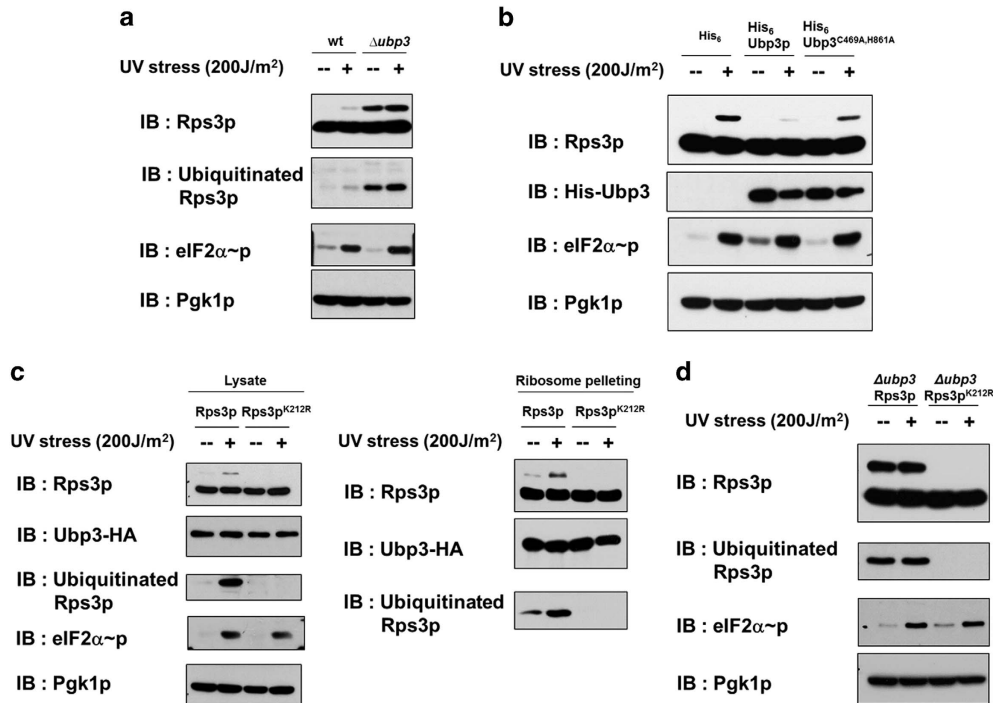 a
wt Δubp3
UV stress (200J/m²) -- + -- +
IB : Rps3p
IB : Ubiquitinated
Rps3p
IB : eIF2α~p
IB : Pgk1p
b
His₆ His₆ Ubp3p His₆ Ubp3ᶜ⁴⁶⁹ᴬ,ᴴ⁸⁶¹ᴬ
UV stress (200J/m²) -- + -- + -- +
IB : Rps3p
IB : His-Ubp3
IB : eIF2α~p
IB : Pgk1p
c
Lysate
Rps3p Rps3pᴷ²¹²ᴿ
UV stress (200J/m²) -- + -- +
IB : Rps3p
IB : Ubp3-HA
IB : Ubiquitinated
Rps3p
IB : eIF2α~p
IB : Pgk1p
Ribosome pelleting
Rps3p Rps3pᴷ²¹²ᴿ
UV stress (200J/m²) -- + -- +
IB : Rps3p
IB : Ubp3-HA
IB : Ubiquitinated
Rps3p
d
Δubp3 Δubp3
Rps3p Rps3pᴷ²¹²ᴿ
UV stress (200J/m²) -- + -- +
IB : Rps3p
IB : Ubiquitinated
Rps3p
IB : eIF2α~p
IB : Pgk1p